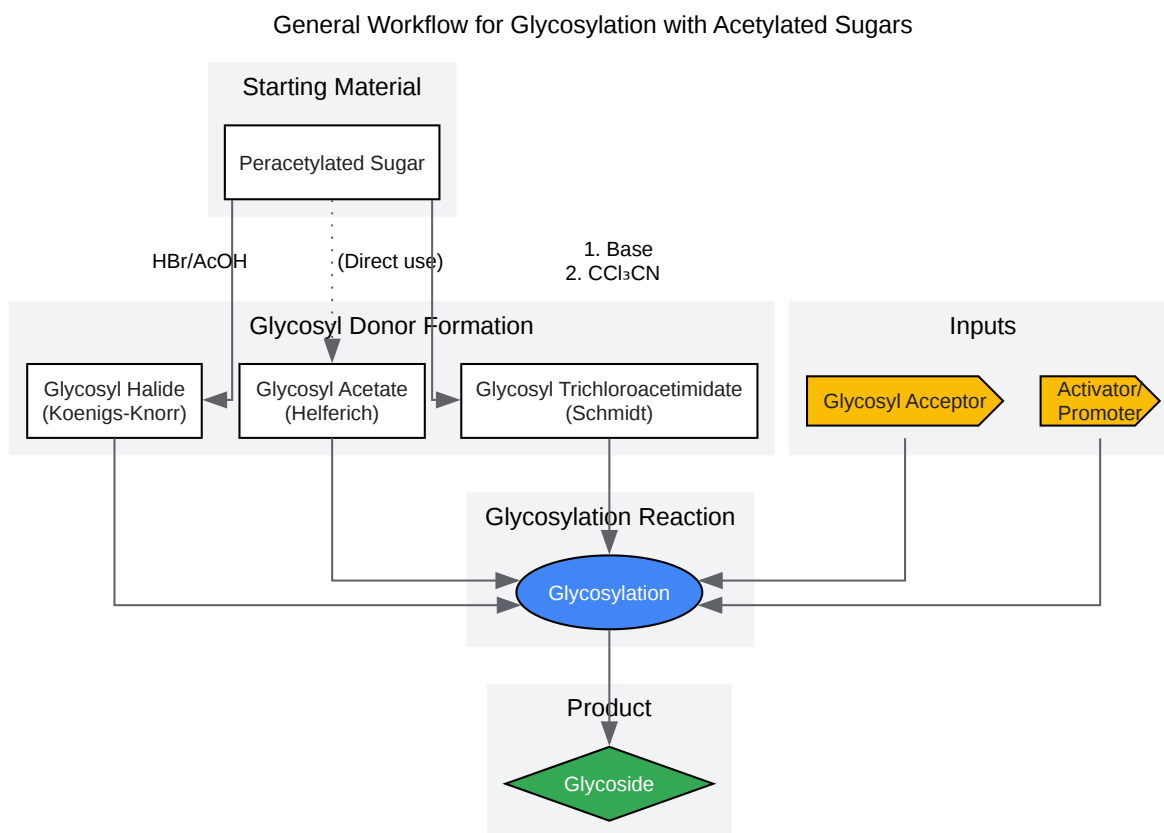 General Workflow for Glycosylation with Acetylated Sugars
Starting Material
Peracetylated Sugar
HBr/AcOH
(Direct use)
1. Base
2. CCl₃CN
Glycosyl Donor Formation
Inputs
Glycosyl Halide
(Koenigs-Knorr)
Glycosyl Acetate
(Helferich)
Glycosyl Trichloroacetimidate
(Schmidt)
Glycosyl Acceptor
Activator/
Promoter
Glycosylation Reaction
Glycosylation
Product
Glycoside